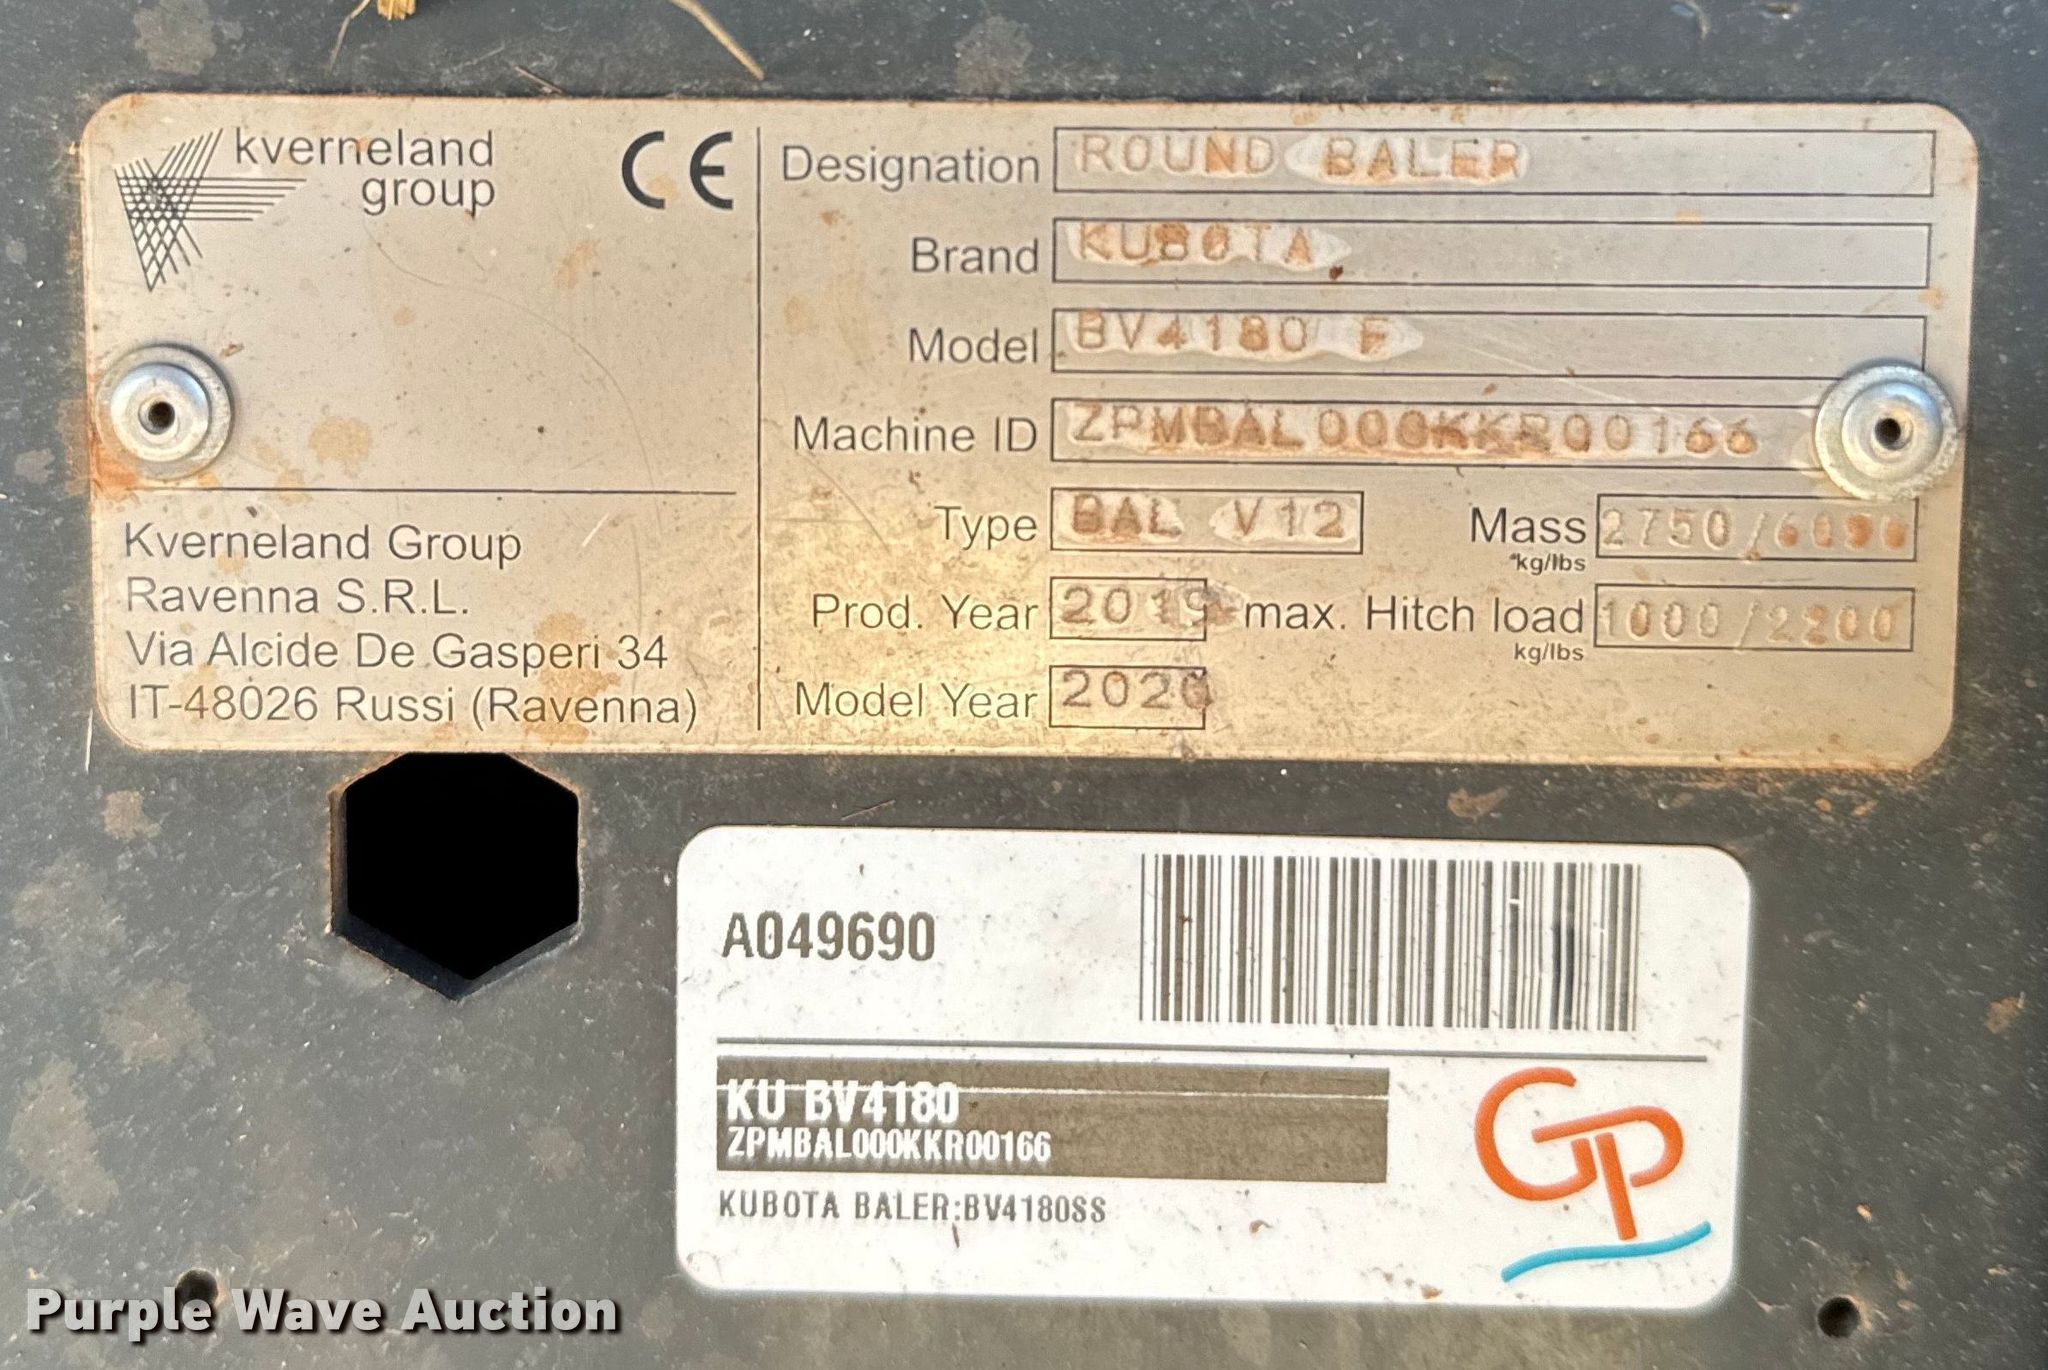 kverneland
group
CE
Designation ROUND BALER
Brand KUBOTA
Model BV4180 F
Machine ID ZPMBAL000KKR00166
Type BAL V12
Mass 
kg/lbs
Prod. Year 2019
max. Hitch load 1000/2200
kg/lbs
Model Year 2020
Kverneland Group
Ravenna S.R.L.
Via Alcide De Gasperi 34
IT-48026 Russi (Ravenna)
A049690
KU BV4180
ZPMBAL000KKR00166
KUBOTA BALER:BV4180SS
GP
Purple Wave Auction